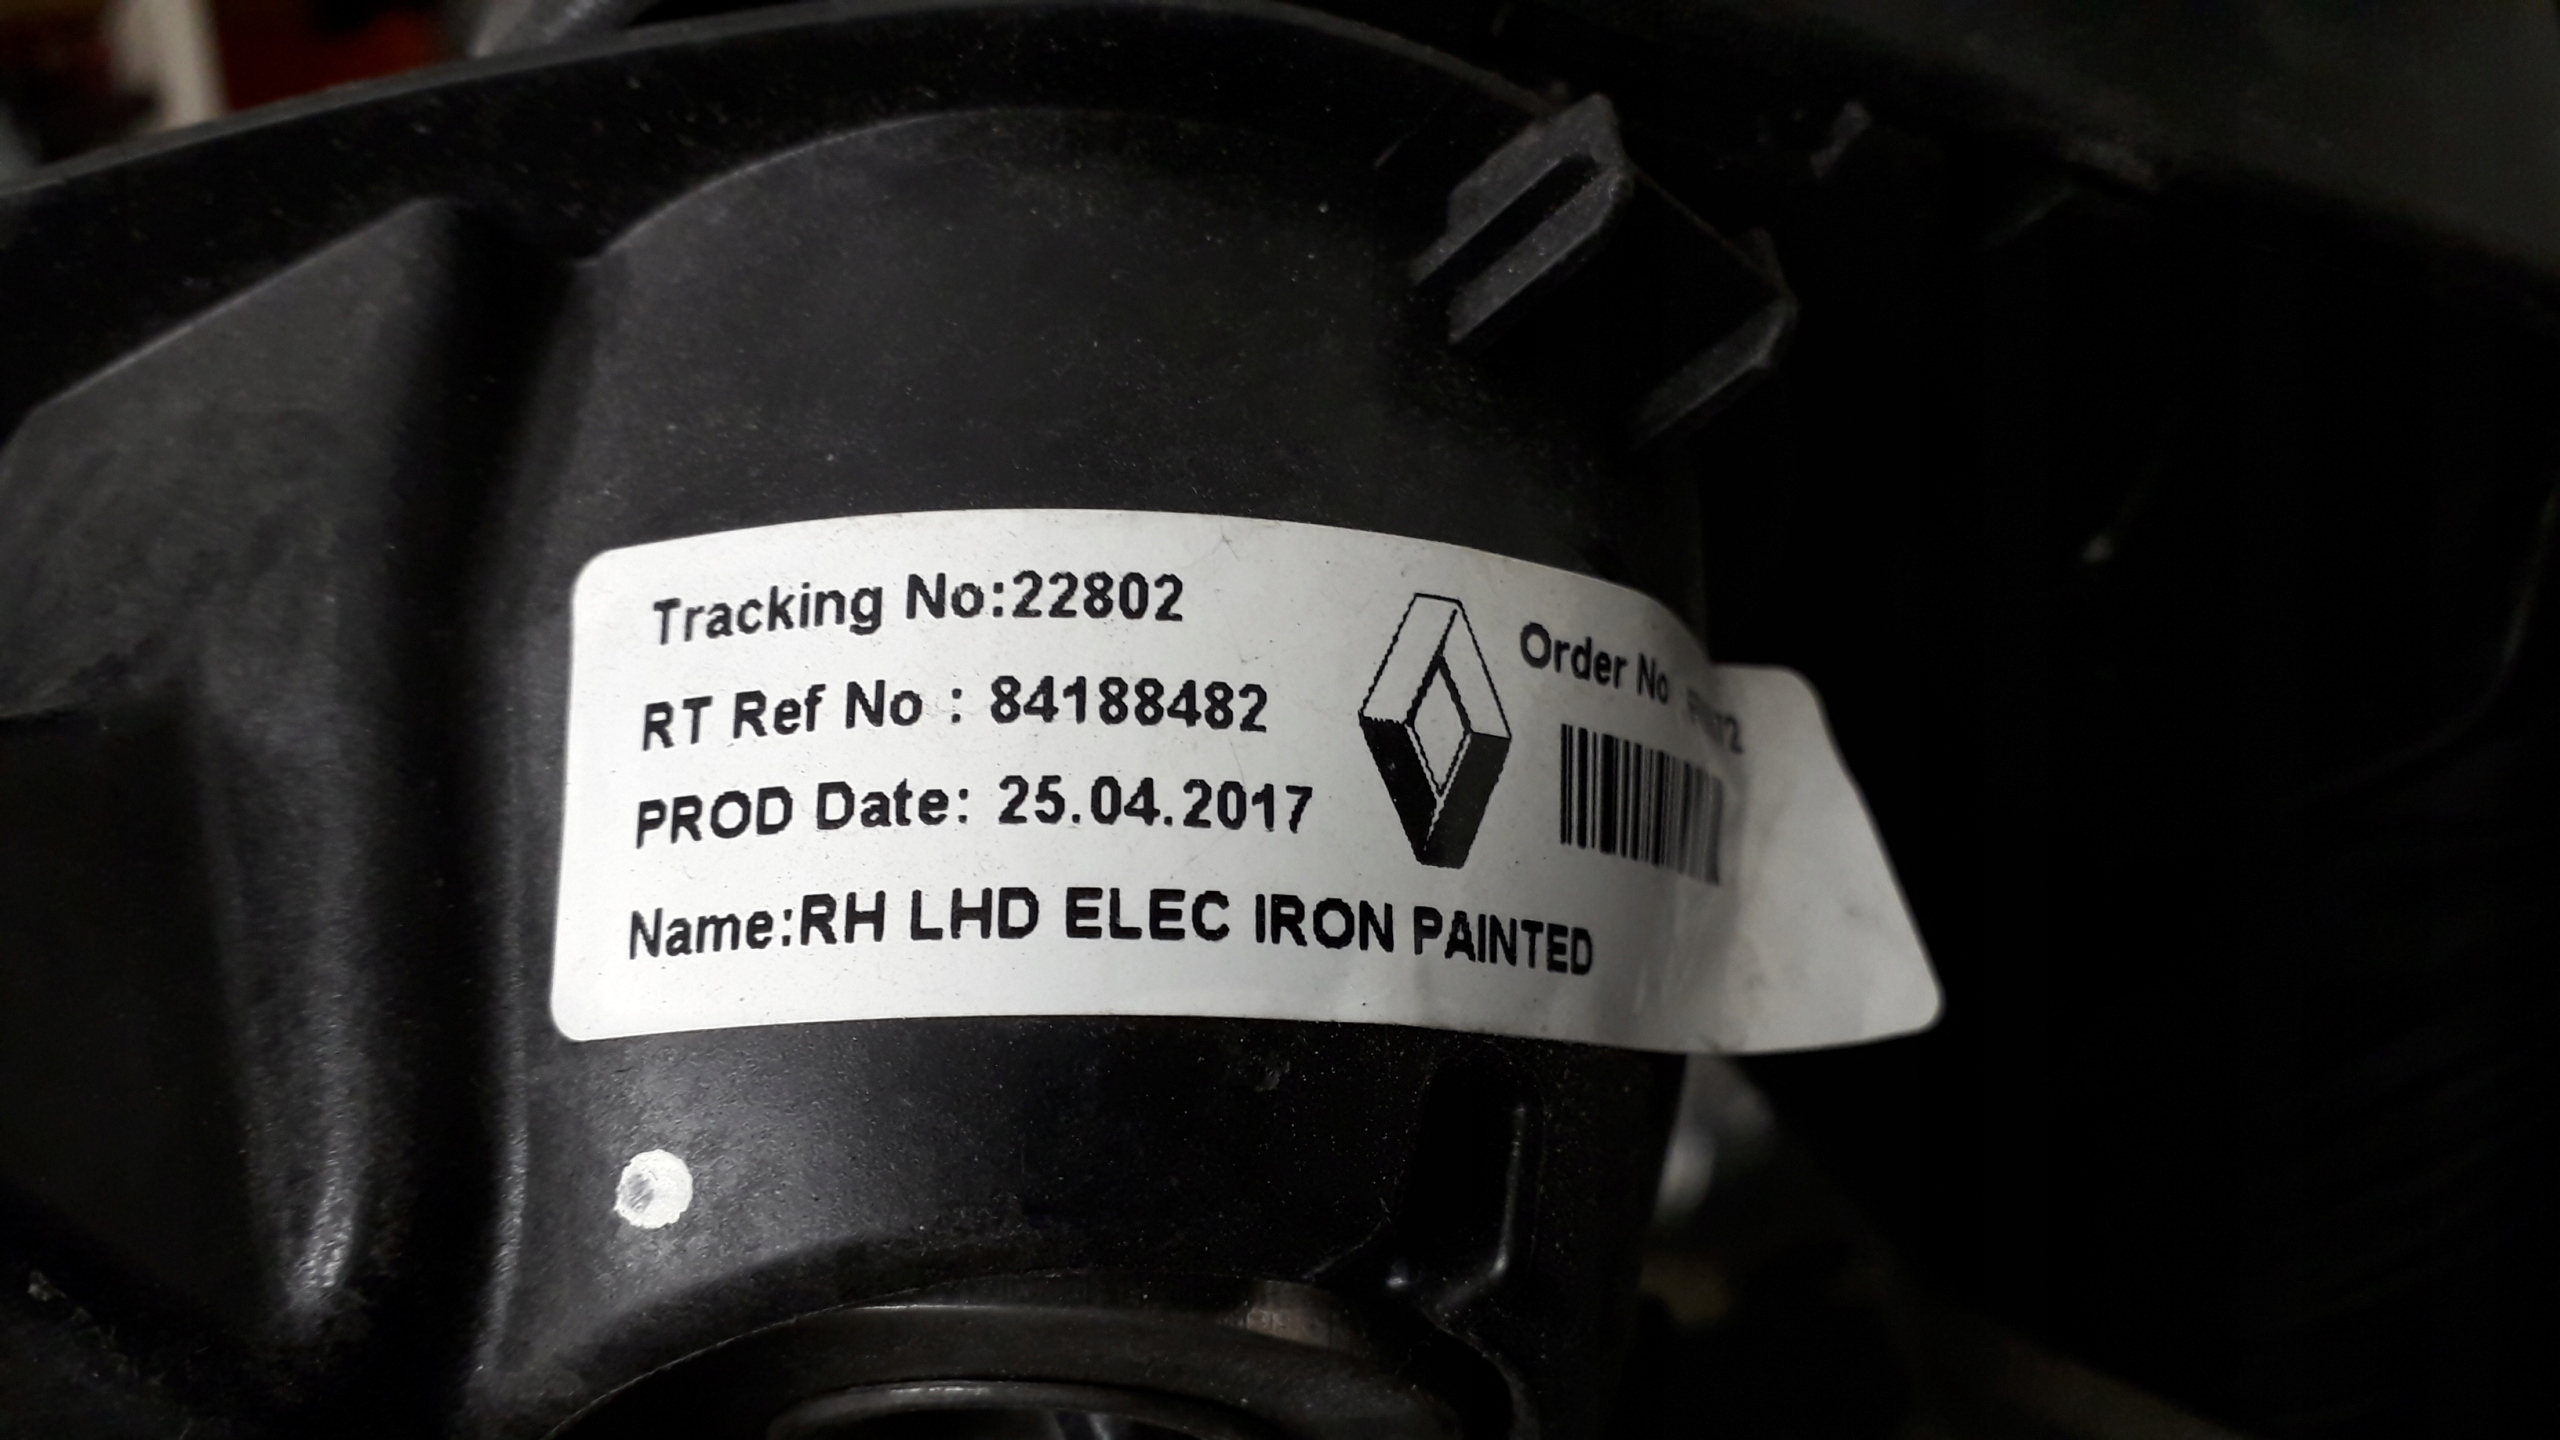 Tracking No:22802
RT Ref No : 84188482
PROD Date: 25.04.2017
Name:RH LHD ELEC IRON PAINTED
Order No